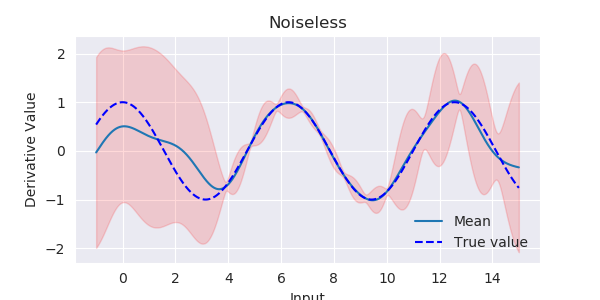 Noiseless
Derivative Value
2
1
0
−1
−2
Mean
True value
0 2 4 6 8 10 12 14
Input